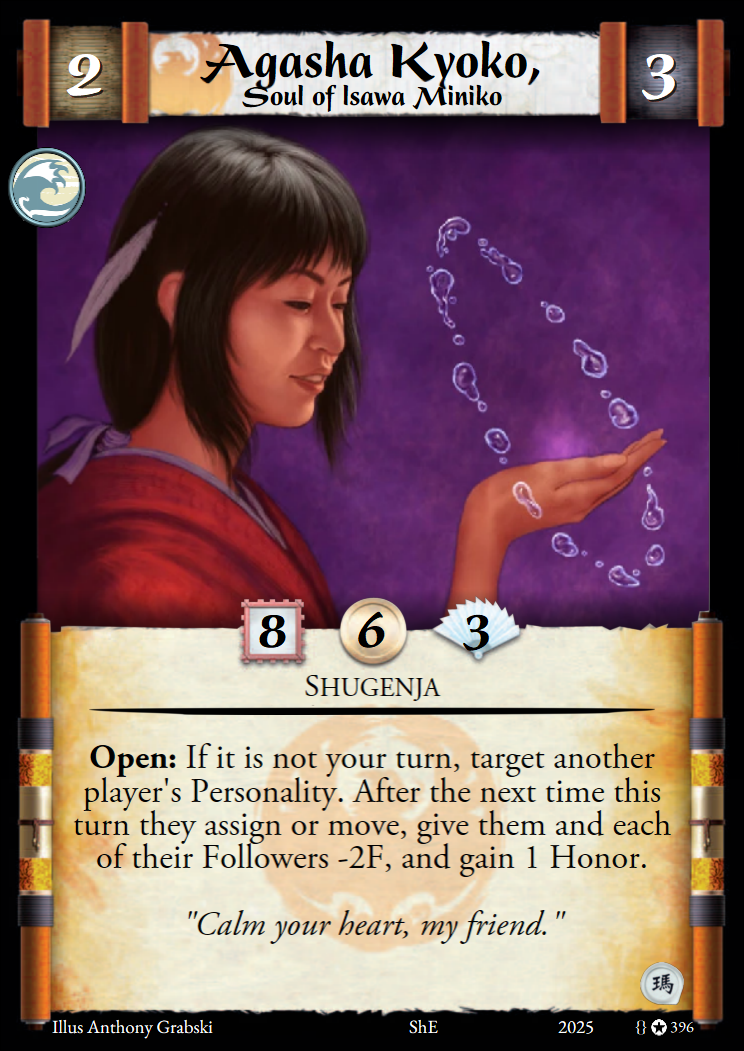 2
Agasha Kyoko,
3
Soul of Isawa Miniko
8 6 3
SHUGENJA
Open: If it is not your turn, target another
player's Personality. After the next time this
turn they assign or move, give them and each
of their Followers -2F, and gain 1 Honor.
"Calm your heart, my friend."
瑪
Illus Anthony Grabski ShE 2025 {} ✪ 396